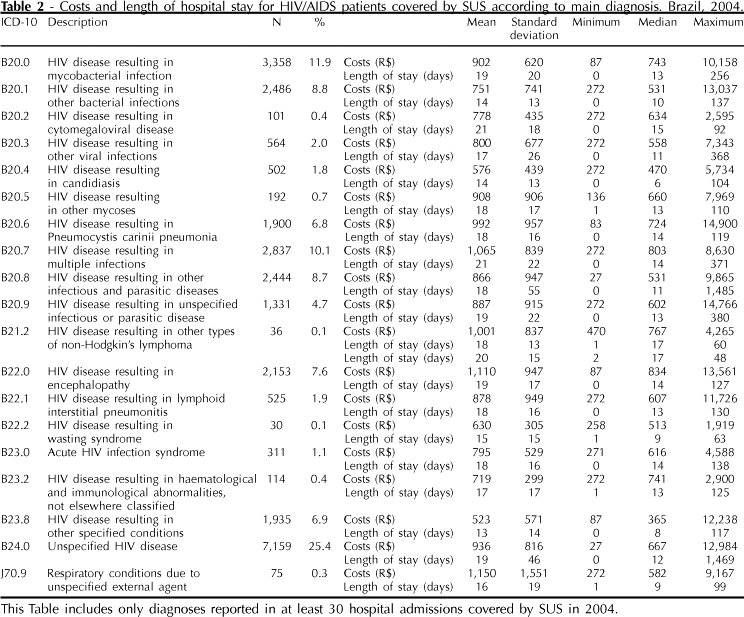 Table 2 - Costs and length of hospital stay for HIV/AIDS patients covered by SUS according to main diagnosis. Brazil, 2004.
ICD-10 Description N % Mean Standard deviation Minimum Median Maximum
B20.0 HIV disease resulting in 3,358 11.9 Costs (R$) 902 620 87 743 10,158
mycobacterial infection Length of stay (days) 19 20 0 13 256
B20.1 HIV disease resulting in 2,486 8.8 Costs (R$) 751 741 272 531 13,037
other bacterial infections Length of stay (days) 14 13 0 10 137
B20.2 HIV disease resulting in 101 0.4 Costs (R$) 778 435 272 634 2,595
cytomegaloviral disease Length of stay (days) 21 18 0 15 92
B20.3 HIV disease resulting in 564 2.0 Costs (R$) 800 677 272 558 7,343
other viral infections Length of stay (days) 17 26 0 11 368
B20.4 HIV disease resulting 502 1.8 Costs (R$) 576 439 272 470 5,734
in candidiasis Length of stay (days) 14 13 0 6 104
B20.5 HIV disease resulting 192 0.7 Costs (R$) 908 906 136 660 7,969
in other mycoses Length of stay (days) 18 17 1 13 110
B20.6 HIV disease resulting in 1,900 6.8 Costs (R$) 992 957 83 724 14,900
Pneumocystis carinii pneumonia Length of stay (days) 18 16 0 14 119
B20.7 HIV disease resulting in 2,837 10.1 Costs (R$) 1,065 839 272 803 8,630
multiple infections Length of stay (days) 21 22 0 14 371
B20.8 HIV disease resulting in other 2,444 8.7 Costs (R$) 866 947 27 531 9,865
infectious and parasitic diseases Length of stay (days) 18 55 0 11 1,485
B20.9 HIV disease resulting in unspecified 1,331 4.7 Costs (R$) 887 915 272 602 14,766
infectious or parasitic disease Length of stay (days) 19 22 0 13 380
B21.2 HIV disease resulting in other types 36 0.1 Costs (R$) 1,001 837 470 767 4,265
of non-Hodgkin's lymphoma Length of stay (days) 18 13 1 17 60
Length of stay (days) 20 15 2 17 48
B22.0 HIV disease resulting in 2,153 7.6 Costs (R$) 1,110 947 87 834 13,561
encephalopathy Length of stay (days) 19 17 0 14 127
B22.1 HIV disease resulting in lymphoid 525 1.9 Costs (R$) 878 949 272 607 11,726
interstitial pneumonitis Length of stay (days) 18 16 0 13 130
B22.2 HIV disease resulting in 30 0.1 Costs (R$) 630 305 258 513 1,919
wasting syndrome Length of stay (days) 15 15 1 9 63
B23.0 Acute HIV infection syndrome 311 1.1 Costs (R$) 795 529 271 616 4,588
Length of stay (days) 18 16 0 14 138
B23.2 HIV disease resulting in haematological 114 0.4 Costs (R$) 719 299 272 741 2,900
and immunological abnormalities, Length of stay (days) 17 17 1 13 125
not elsewhere classified
B23.8 HIV disease resulting in 1,935 6.9 Costs (R$) 523 571 87 365 12,238
other specified conditions Length of stay (days) 13 14 0 8 117
B24.0 Unspecified HIV disease 7,159 25.4 Costs (R$) 936 816 27 667 12,984
Length of stay (days) 19 46 0 12 1,469
J70.9 Respiratory conditions due to 75 0.3 Costs (R$) 1,150 1,551 272 582 9,167
unspecified external agent Length of stay (days) 16 19 1 9 99
This Table includes only diagnoses reported in at least 30 hospital admissions covered by SUS in 2004.